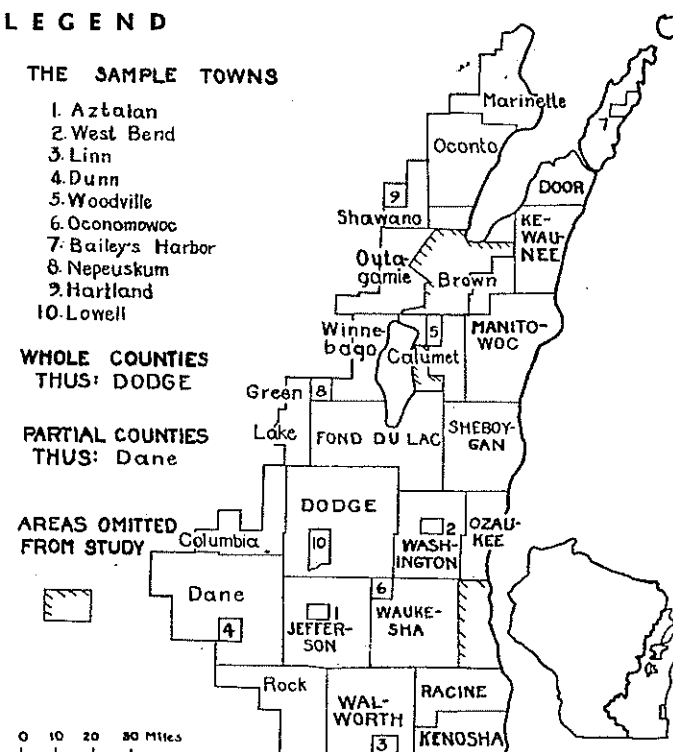 LEGEND
THE SAMPLE TOWNS
1. Aztalan
2. West Bend
3. Linn
4. Dunn
5. Woodville
6. Oconomowoc
7. Bailey's Harbor
8. Nepeuskum
9. Hartland
10. Lowell
WHOLE COUNTIES
THUS: DODGE
PARTIAL COUNTIES
THUS: Dane
AREAS OMITTED
FROM STUDY
0 10 20 30 Miles
Marinette
7
Oconto
DOOR
9
Shawano
KE-
WAU-
NEE
Outa-
gamie
Brown
Winne-
bago
5
Calumet
MANITO-
WOC
Green
Lake
8
FOND DU LAC
SHEBOY-
GAN
DODGE
10
Columbia
2
WASH-
INGTON
OZAU-
KEE
Dane
4
1
JEFFER-
SON
6
WAUKE-
SHA
Rock
WAL-
WORTH
3
RACINE
KENOSHA